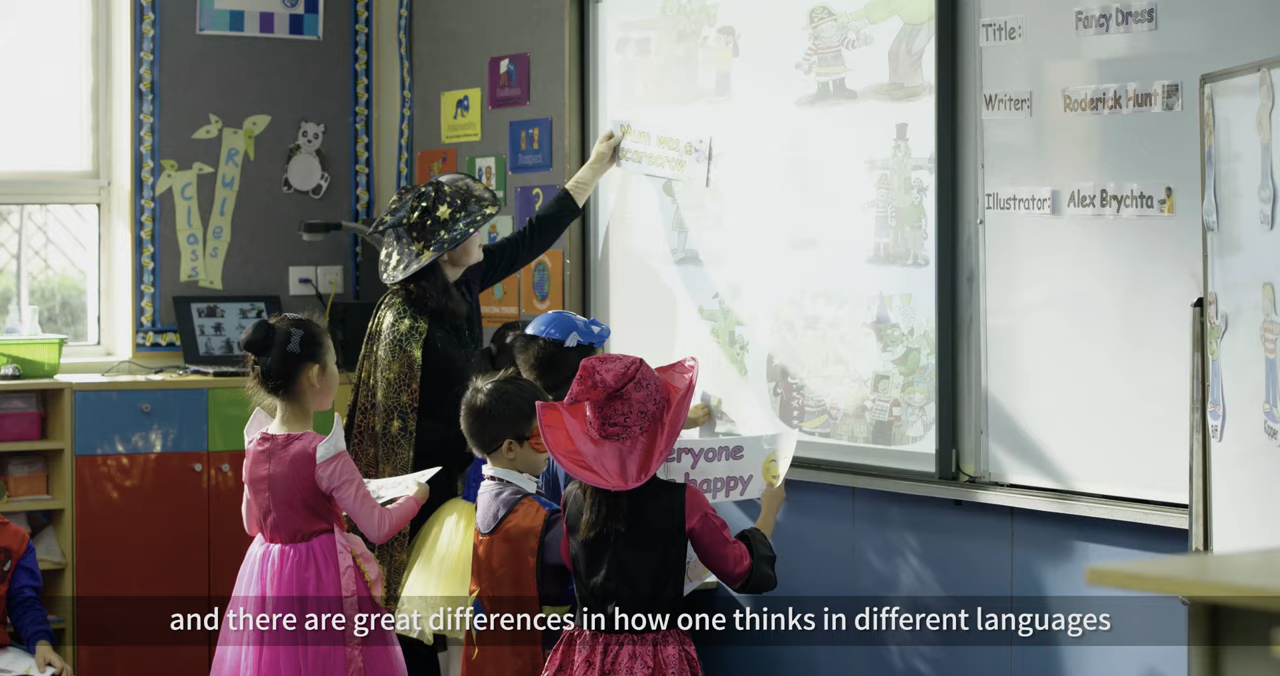 Title:
Fancy Dress
Writer:
Roderick Hunt
Illustrator:
Alex Brychta
Class
Rules
Mum was a
scarecrow
eryone
happy
and there are great differences in how one thinks in different languages